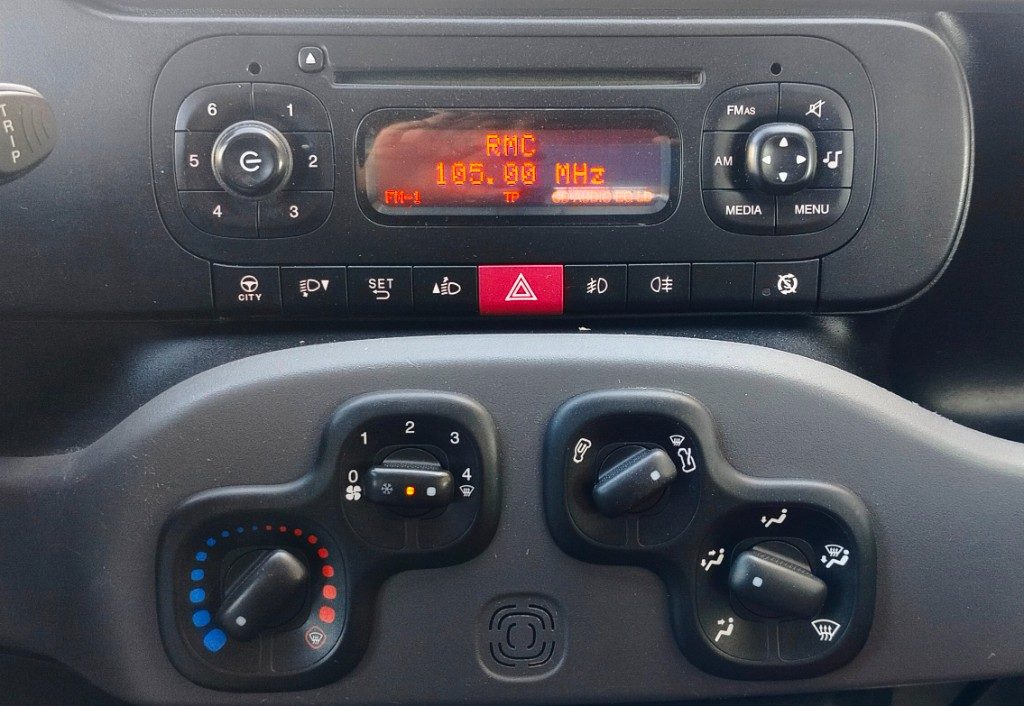 TRIP
6 1
5 2
4 3
RMC
105.00 MHz
FM-1 TP
FMAS
AM
MEDIA MENU
CITY
SET
0 1 2 3 4